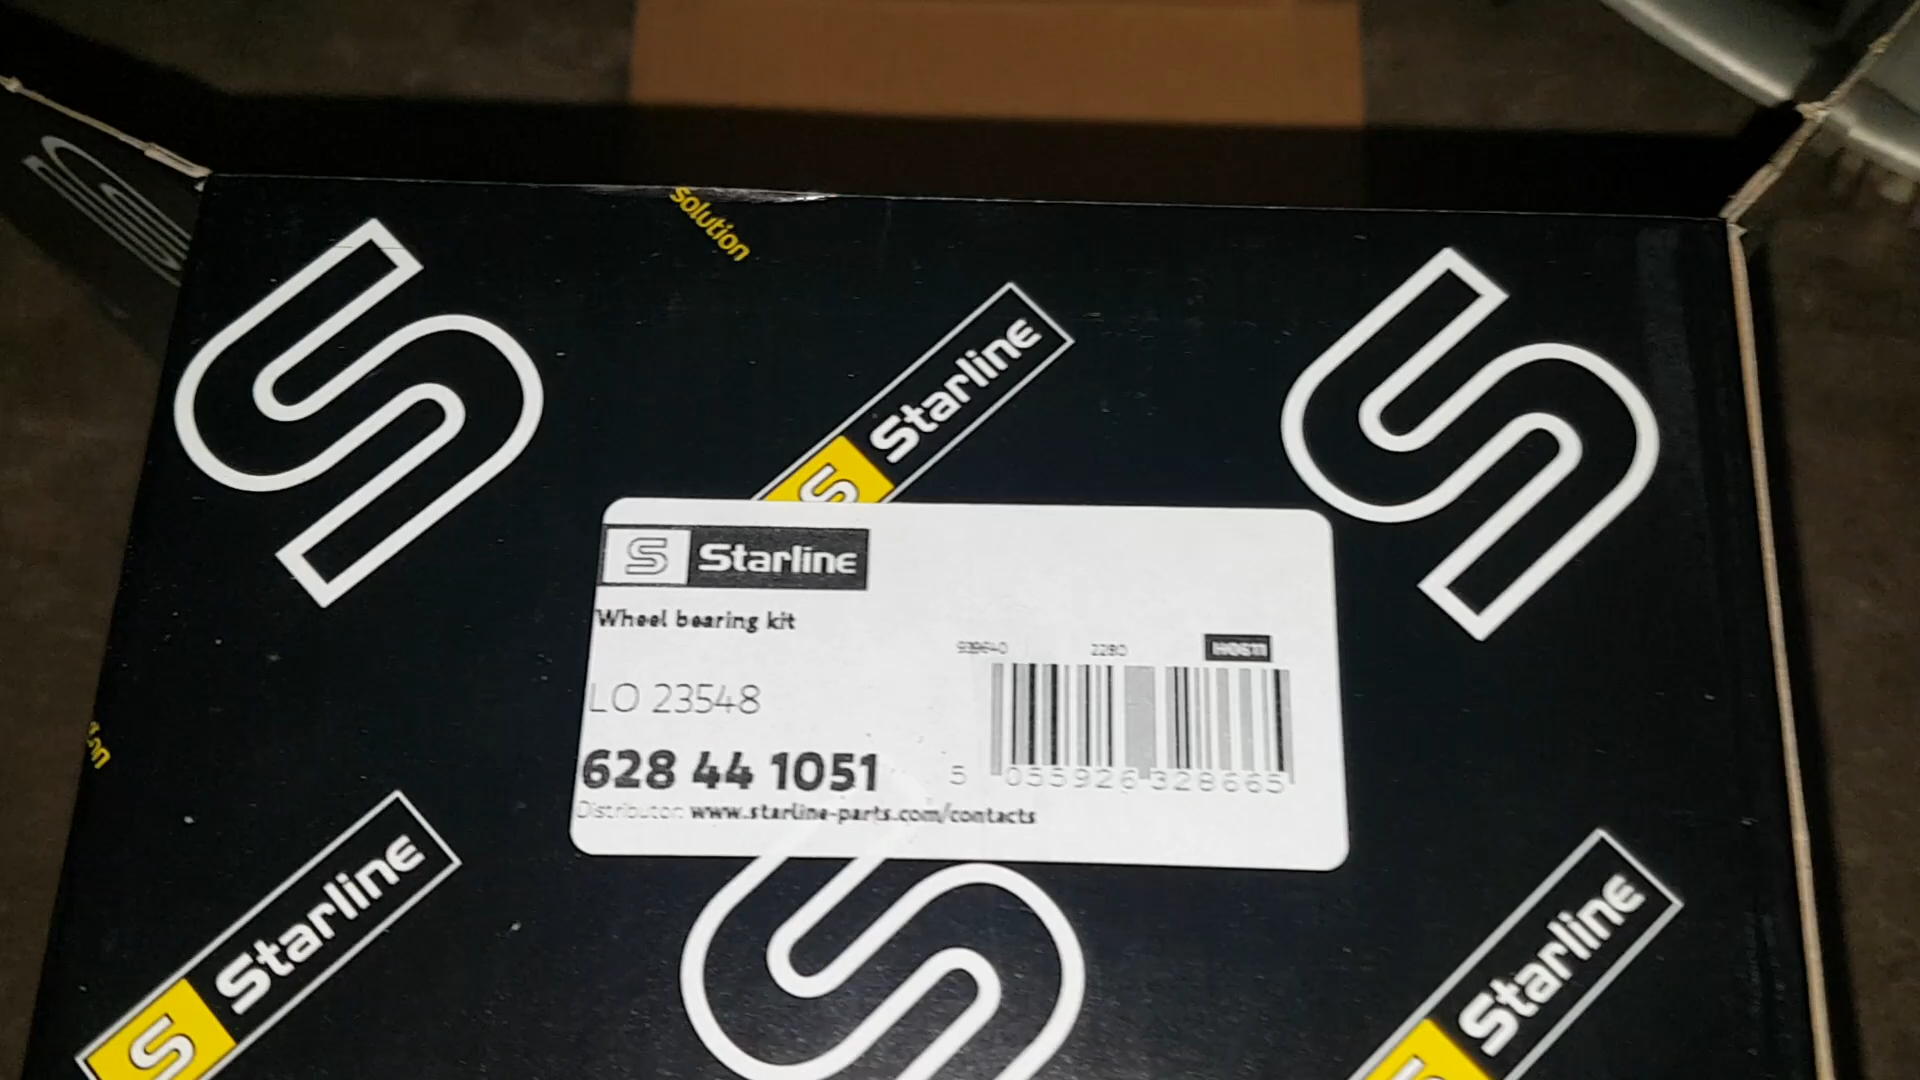 solution
Starline
S Starline
Wheel bearing kit
2280
H0611
LO 23548
628 44 1051
5 055926 328665
Distributor: www.starline-parts.com/contacts
Starline
Starline